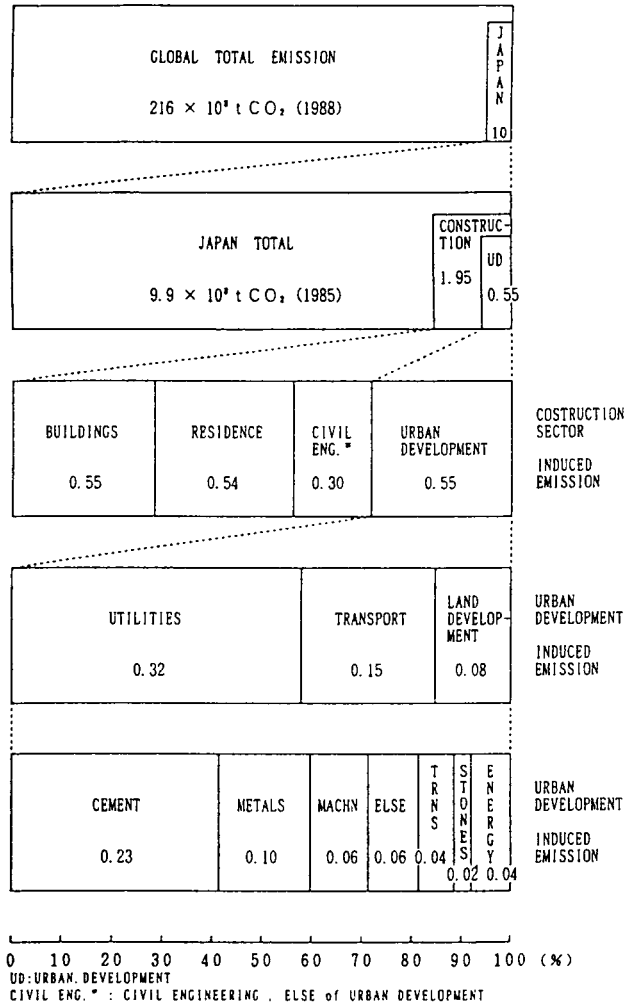 GLOBAL TOTAL EMISSION
216 × 10⁸ t CO₂ (1988)
JAPAN
10
JAPAN TOTAL
9.9 × 10⁸ t CO₂ (1985)
CONSTRUC-
TION
1.95
UD
0.55
BUILDINGS
0.55
RESIDENCE
0.54
CIVIL
ENG.*
0.30
URBAN
DEVELOPMENT
0.55
COSTRUCTION
SECTOR
INDUCED
EMISSION
UTILITIES
0.32
TRANSPORT
0.15
LAND
DEVELOP-
MENT
0.08
URBAN
DEVELOPMENT
INDUCED
EMISSION
CEMENT
0.23
METALS
0.10
MACHN
0.06
ELSE
0.06
TRNS
0.04
STONES
0.02
ENERGY
0.04
URBAN
DEVELOPMENT
INDUCED
EMISSION
0 10 20 30 40 50 60 70 80 90 100 (%)
UD:URBAN.DEVELOPMENT
CIVIL ENG.* : CIVIL ENGINEERING . ELSE of URBAN DEVELOPMENT